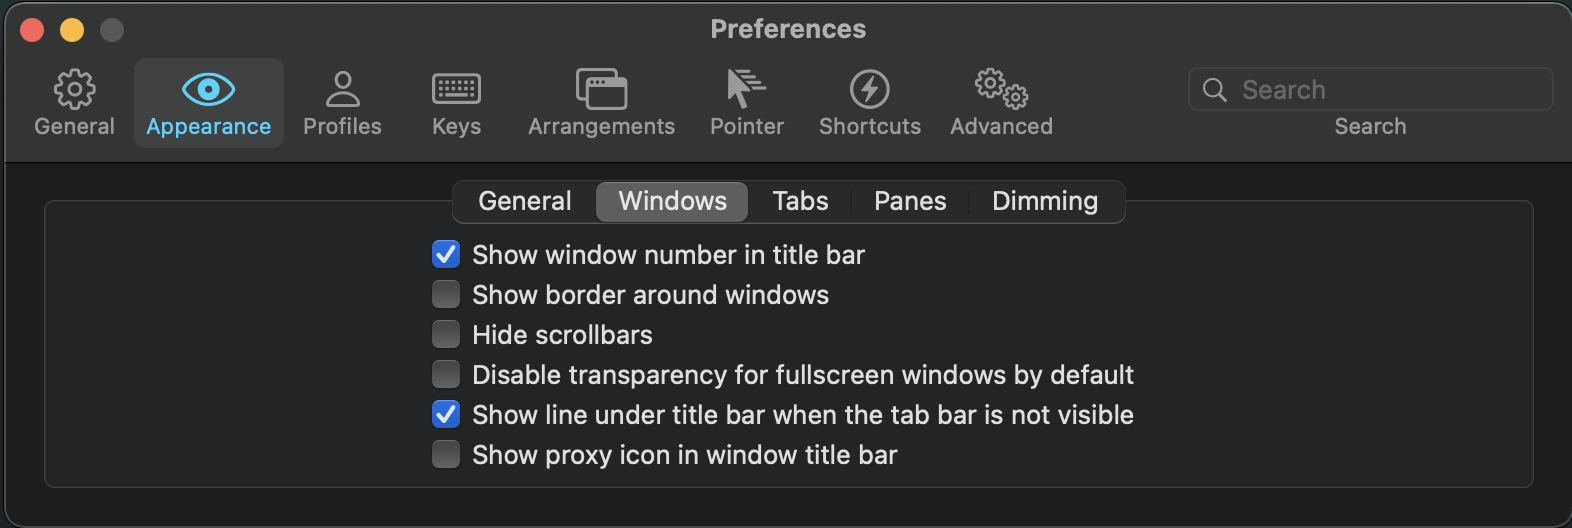 Preferences
General Appearance Profiles Keys Arrangements Pointer Shortcuts Advanced Search
Search
General Windows Tabs Panes Dimming
Show window number in title bar
Show border around windows
Hide scrollbars
Disable transparency for fullscreen windows by default
Show line under title bar when the tab bar is not visible
Show proxy icon in window title bar